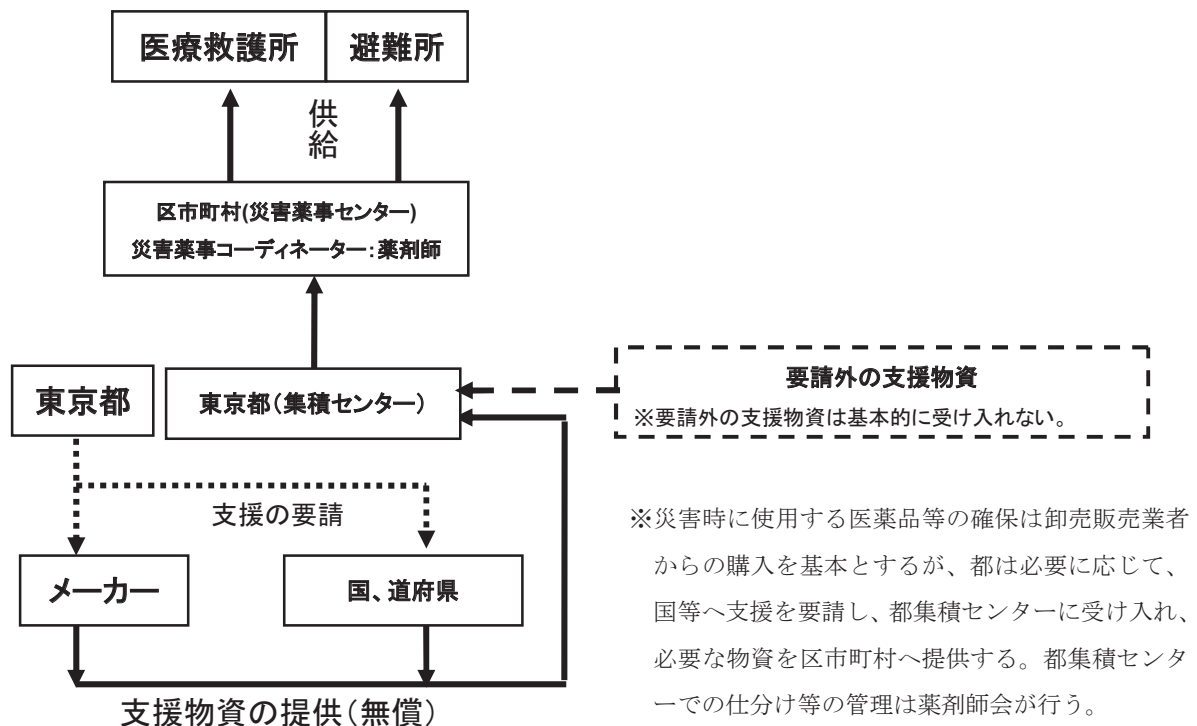 医療救護所
避難所
供給
区市町村(災害薬事センター)
災害薬事コーディネーター：薬剤師
東京都
東京都（集積センター）
要請外の支援物資
※要請外の支援物資は基本的に受け入れない。
支援の要請
メーカー
国、道府県
支援物資の提供（無償）
※災害時に使用する医薬品等の確保は卸売販売業者
からの購入を基本とするが、都は必要に応じて、
国等へ支援を要請し、都集積センターに受け入れ、
必要な物資を区市町村へ提供する。都集積センタ
ーでの仕分け等の管理は薬剤師会が行う。